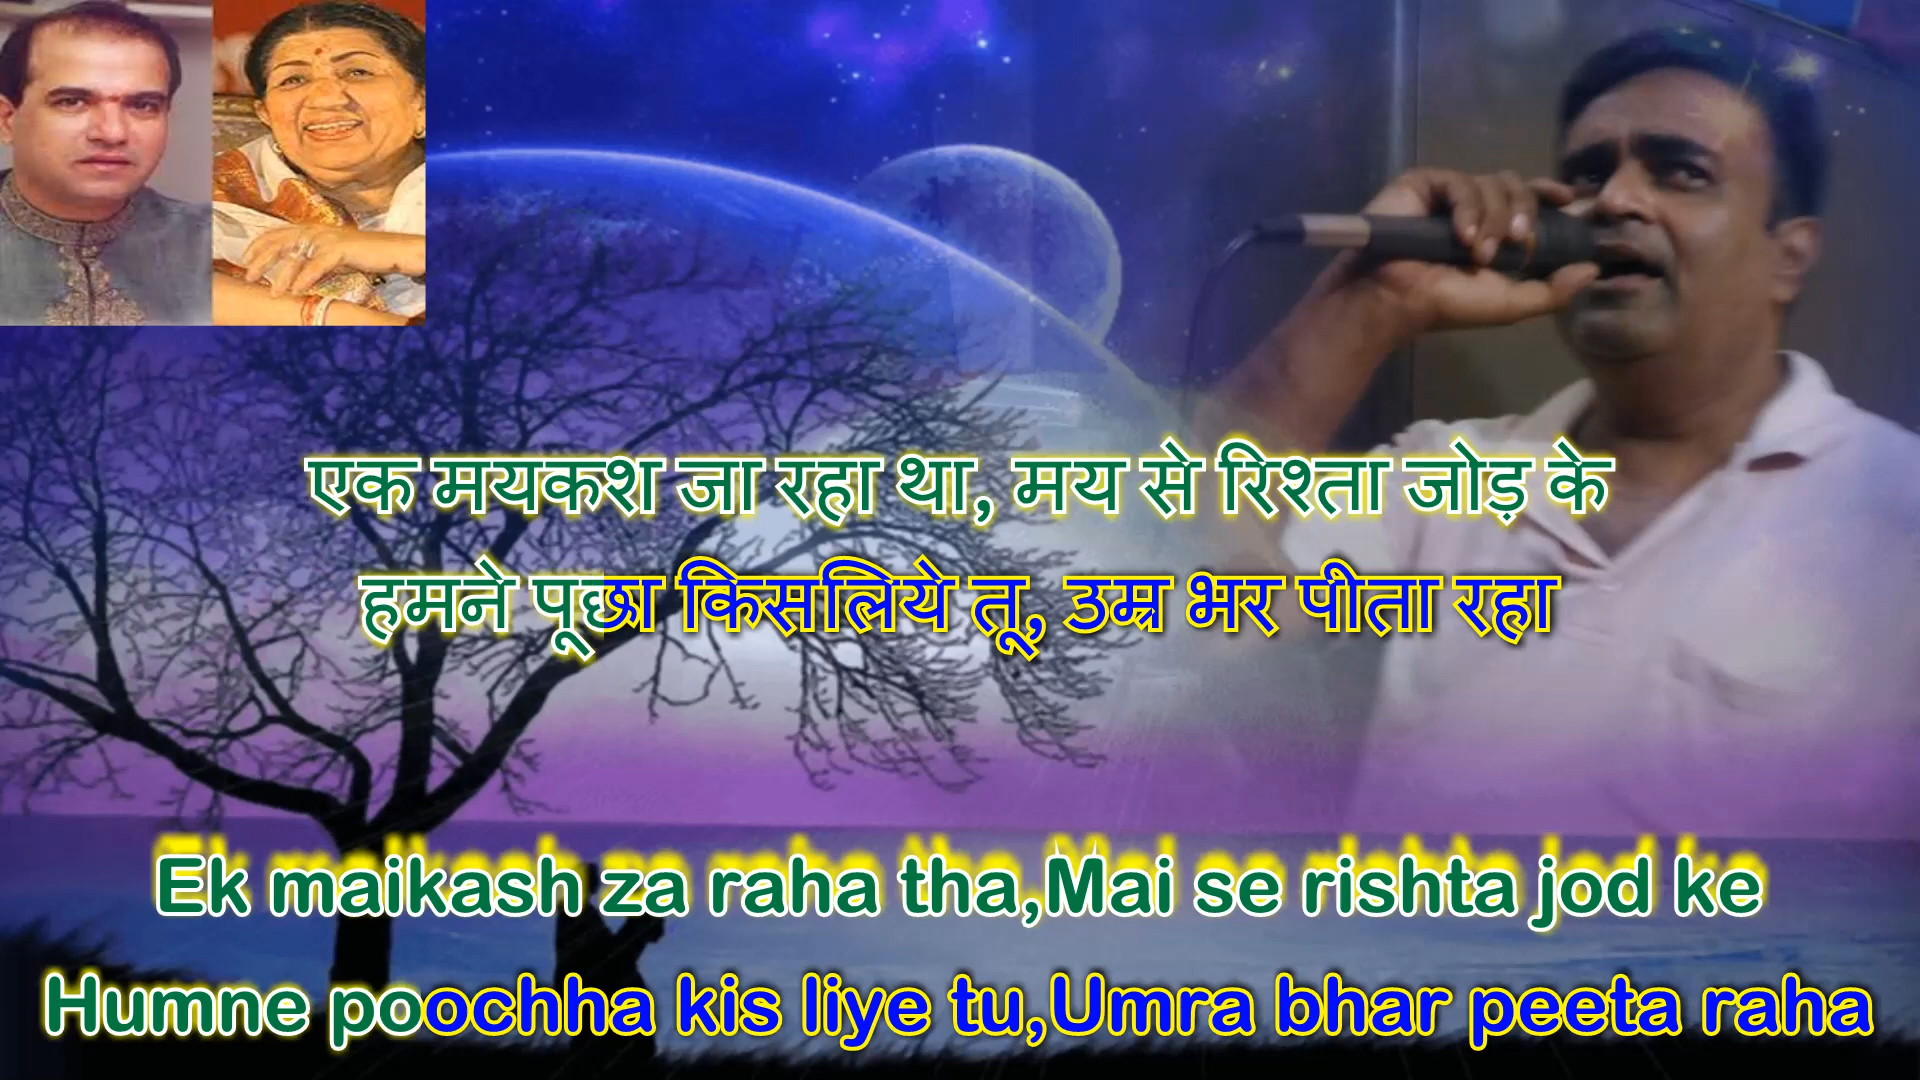 एक मयकश जा रहा था, मय से रिश्ता जोड़ के
हमने पूछा किसलिये तू, उम्र भर पीता रहा
Ek maikash za raha tha,Mai se rishta jod ke
Humne poochha kis liye tu,Umra bhar peeta raha